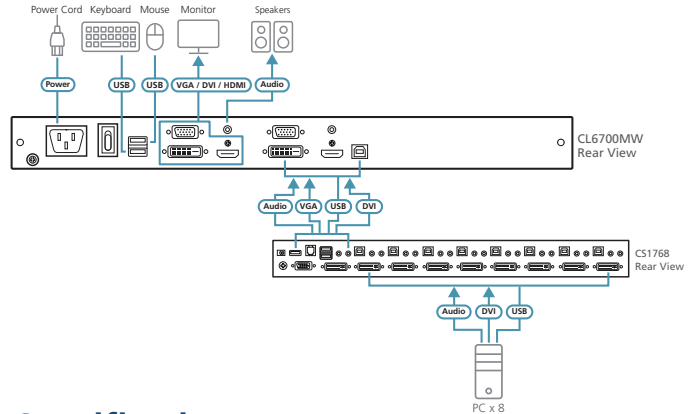 Power Cord Keyboard Mouse Monitor Speakers
Power USB USB VGA / DVI / HDMI Audio
CL6700MW
Rear View
Audio VGA USB DVI
CS1768
Rear View
Audio DVI USB
PC x 8